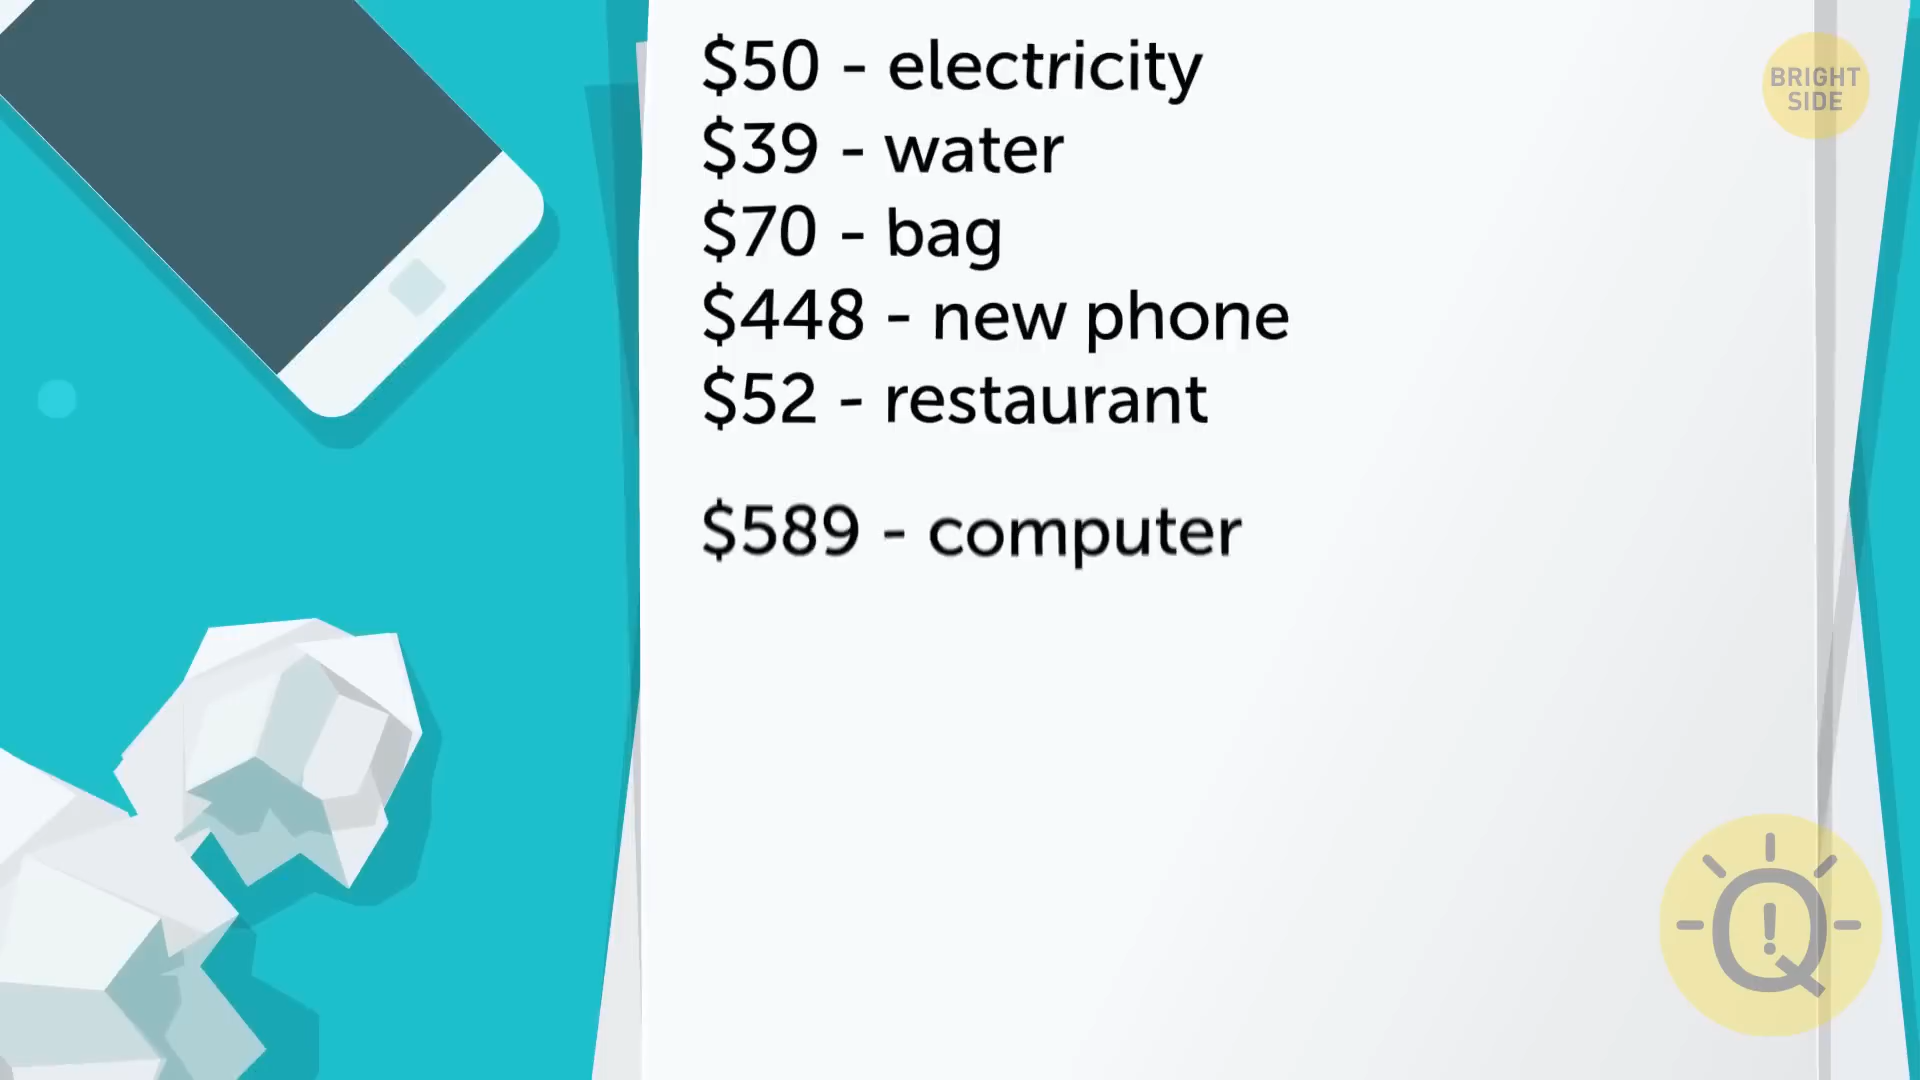 $50 - electricity
$39 - water
$70 - bag
$448 - new phone
$52 - restaurant
$589 - computer
BRIGHT
SIDE
Q!